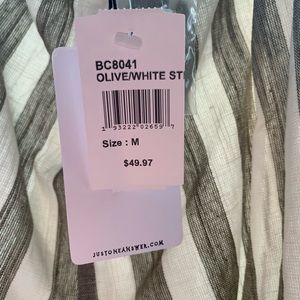 BC8041
OLIVE/WHITE ST
1 93222 02659 7
Size : M
$49.97
JUSTONEANSWER.COM